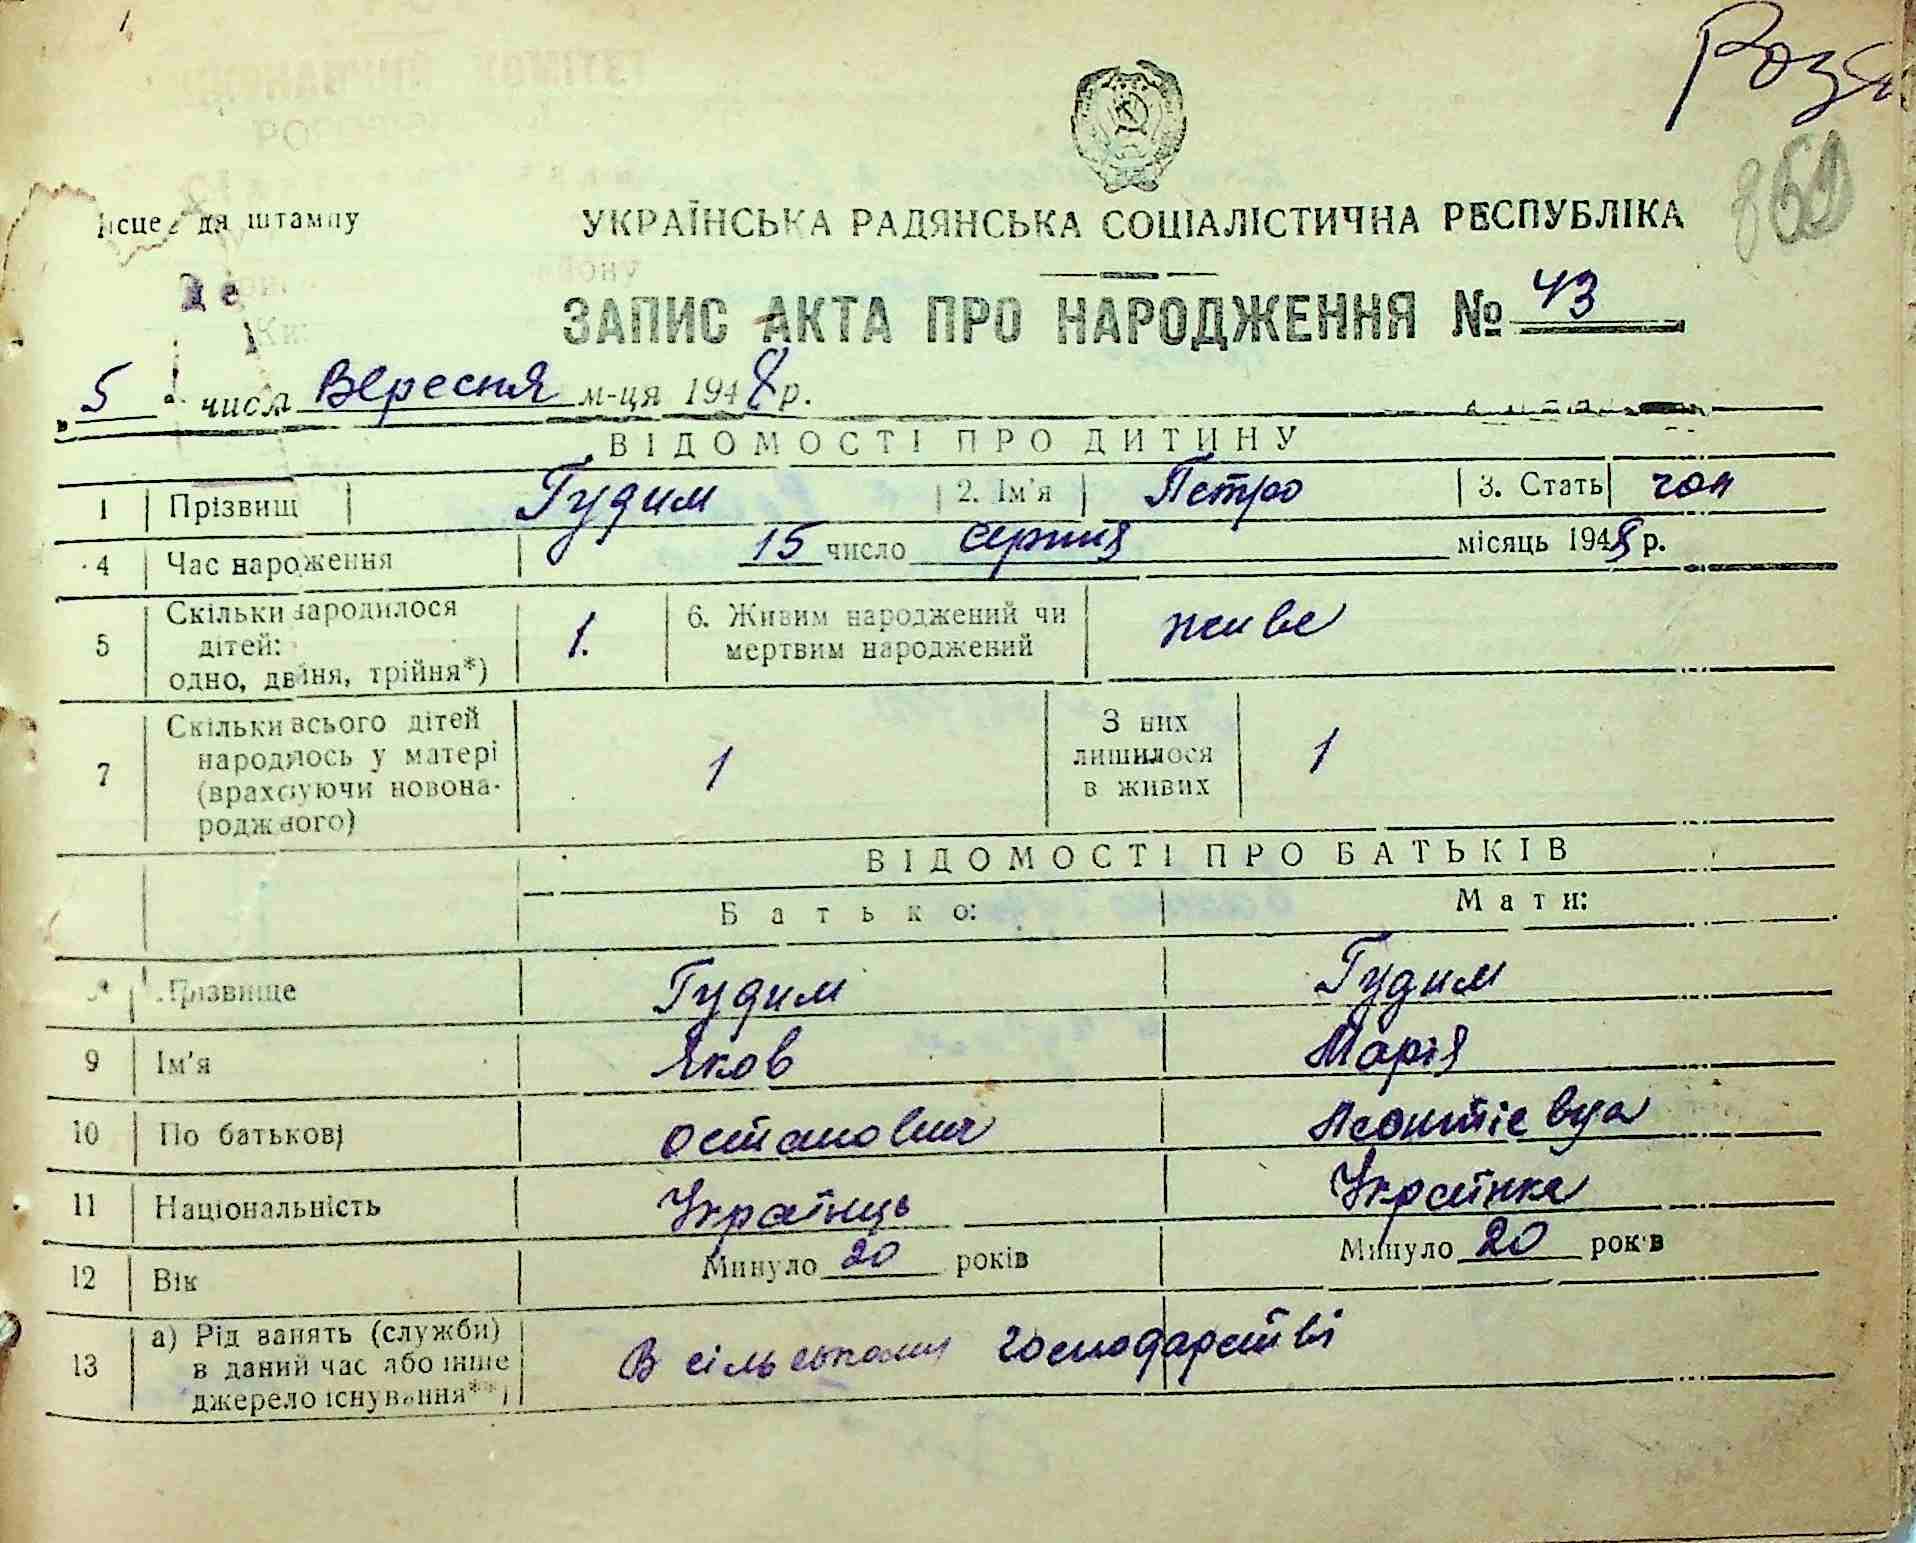 Місце для штампу
УКРАЇНСЬКА РАДЯНСЬКА СОЦІАЛІСТИЧНА РЕСПУБЛІКА
ЗАПИС АКТА ПРО НАРОДЖЕННЯ № 43
„5" числа Вересня м-ця 1948 р.
ВІДОМОСТІ ПРО ДИТИНУ
1 Прізвищ Гудим 2. Ім'я Петро 3. Стать чол
4 Час народження 15 число серпня місяць 1948 р.
5 Скільки народилося дітей: одно, двійня, трійня*) 1. 6. Живим народжений чи мертвим народжений живе
7 Скільки всього дітей народилось у матері (враховуючи новонародженого) 1 З них лишилося в живих 1
ВІДОМОСТІ ПРО БАТЬКІВ
Батько: Мати:
Прізвище Гудим Гудим
9 Ім'я Яков Марія
10 По батькові Остапович Леонтієвна
11 Національність Українець Українка
12 Вік Минуло 20 років Минуло 20 років
13 а) Рід занять (служби) в даний час або інше джерело існування**) В сільському господарстві